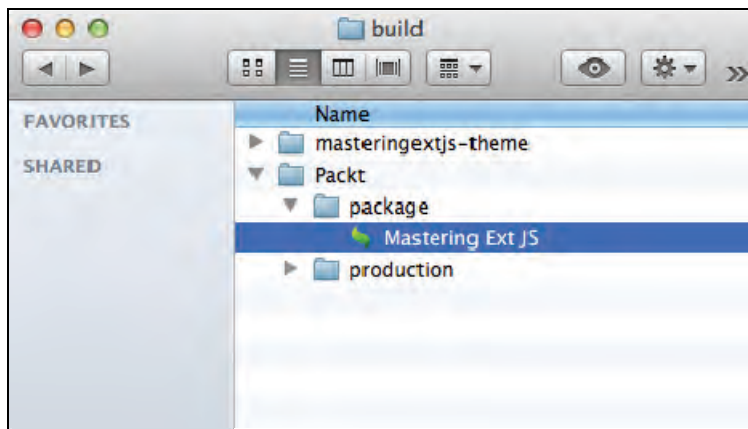 build
FAVORITES
SHARED
Name
masteringextjs-theme
Packt
package
Mastering Ext JS
production